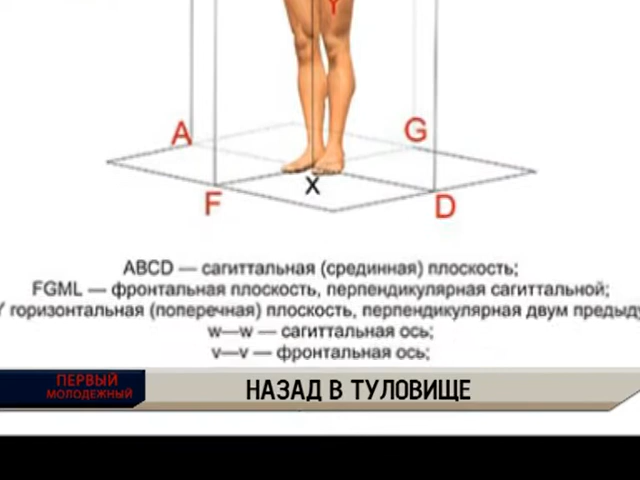 Y
A
G
X
F
D
ABCD — сагиттальная (срединная) плоскость;
FGML — фронтальная плоскость, перпендикулярная сагиттальной;
Y горизонтальная (поперечная) плоскость, перпендикулярная двум
w—w — сагиттальная ось;
v—v — фронтальная ось;
ПЕРВЫЙ
МОЛОДЕЖНЫЙ
НАЗАД В ТУЛОВИЩЕ